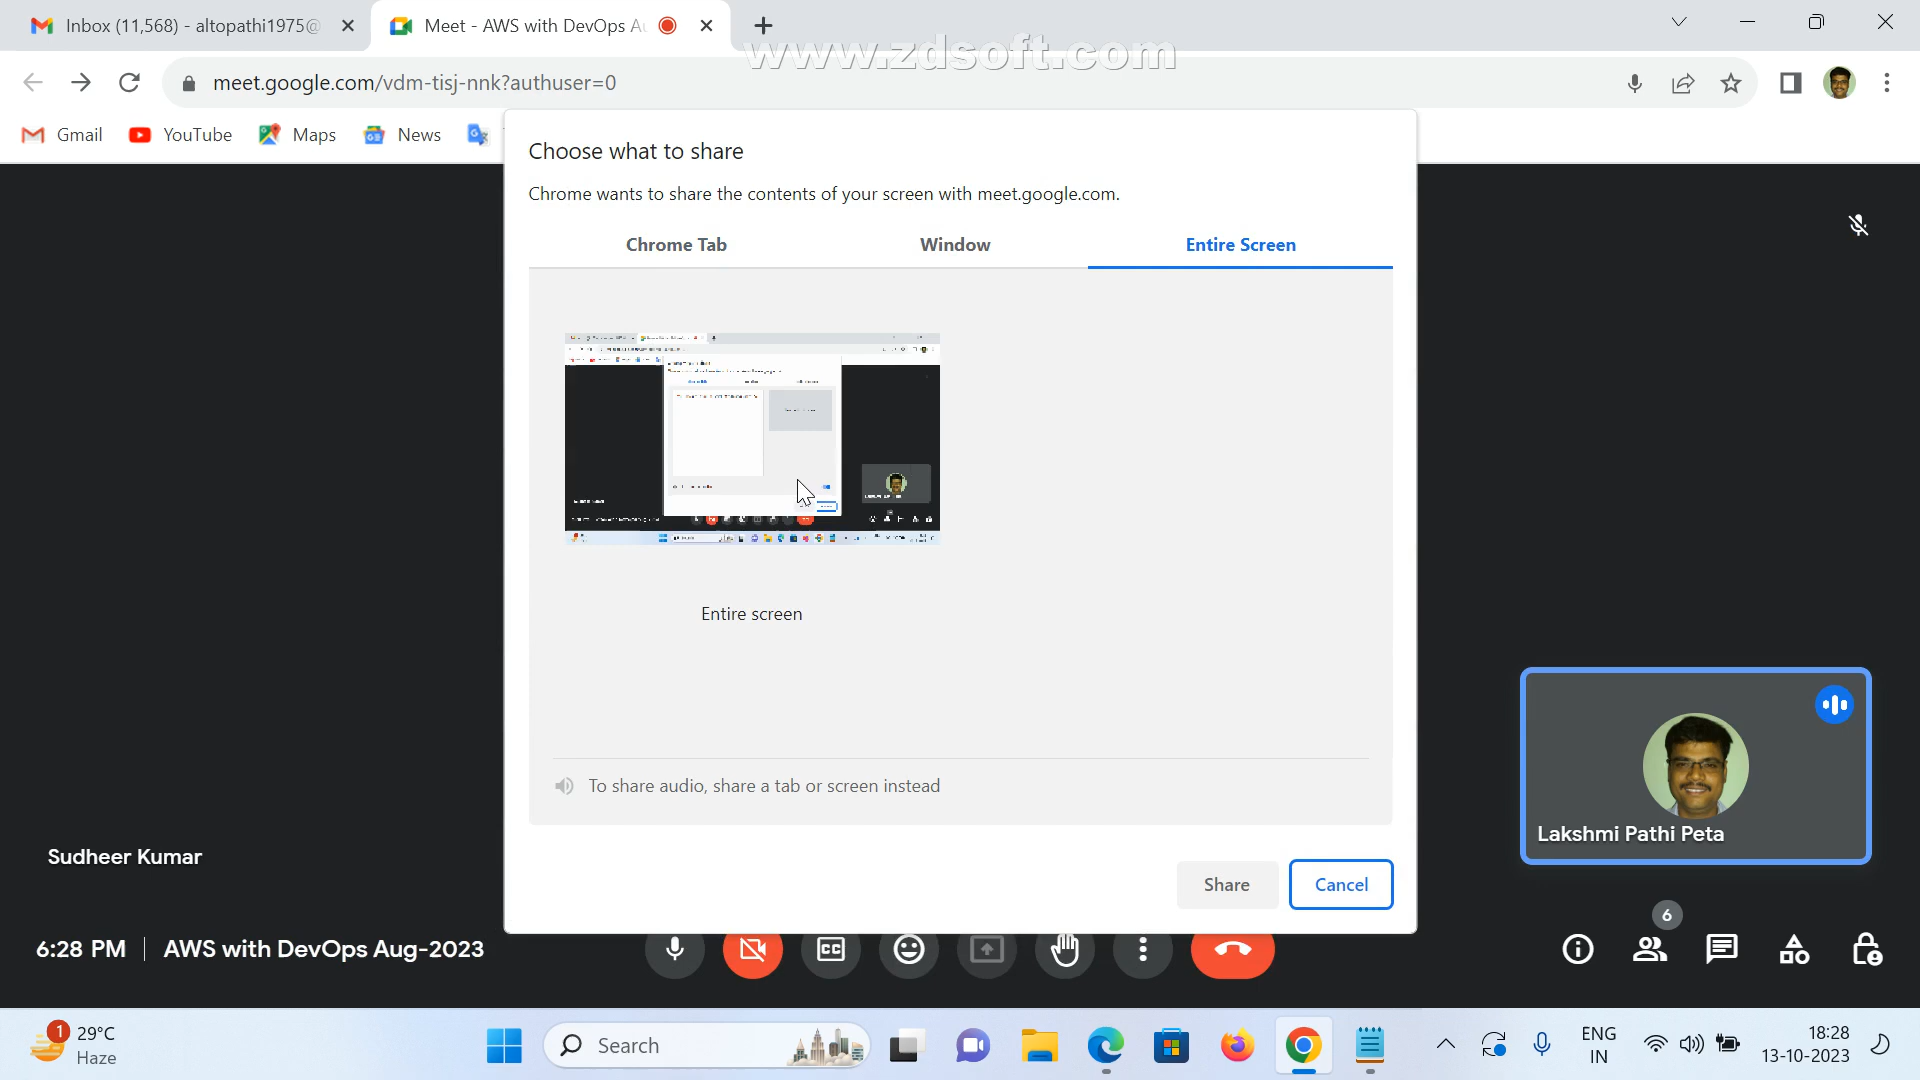 Inbox (11,568) - altopathi1975@
Meet - AWS with DevOps Au
www.zdsoft.com
meet.google.com/vdm-tisj-nnk?authuser=0
Gmail
YouTube
Maps
News
Choose what to share
Chrome wants to share the contents of your screen with meet.google.com.
Chrome Tab
Window
Entire Screen
Entire screen
To share audio, share a tab or screen instead
Share
Cancel
Lakshmi Pathi Peta
Sudheer Kumar
6:28 PM
AWS with DevOps Aug-2023
CC
6
1
29°C
Haze
Search
ENG
IN
18:28
13-10-2023